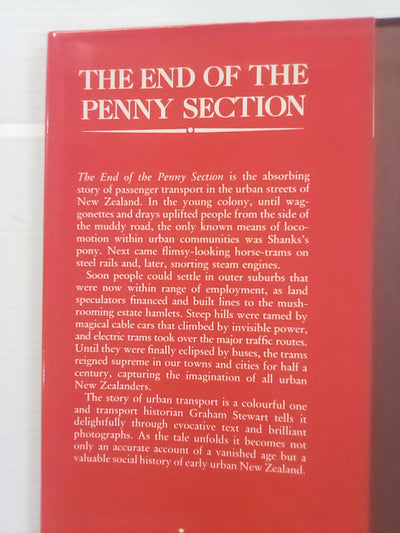 THE END OF THE
PENNY SECTION
The End of the Penny Section is the absorbing
story of passenger transport in the urban streets of
New Zealand. In the young colony, until wag-
gonettes and drays uplifted people from the side of
the muddy road, the only known means of loco-
motion within urban communities was Shanks's
pony. Next came flimsy-looking horse-trams on
steel rails and, later, snorting steam engines.
Soon people could settle in outer suburbs that
were now within range of employment, as land
speculators financed and built lines to the mush-
rooming estate hamlets. Steep hills were tamed by
magical cable cars that climbed by invisible power,
and electric trams took over the major traffic routes.
Until they were finally eclipsed by buses, the trams
reigned supreme in our towns and cities for half a
century, capturing the imagination of all urban
New Zealanders.
The story of urban transport is a colourful one
and transport historian Graham Stewart tells it
delightfully through evocative text and brilliant
photographs. As the tale unfolds it becomes not
only an accurate account of a vanished age but a
valuable social history of early urban New Zealand.